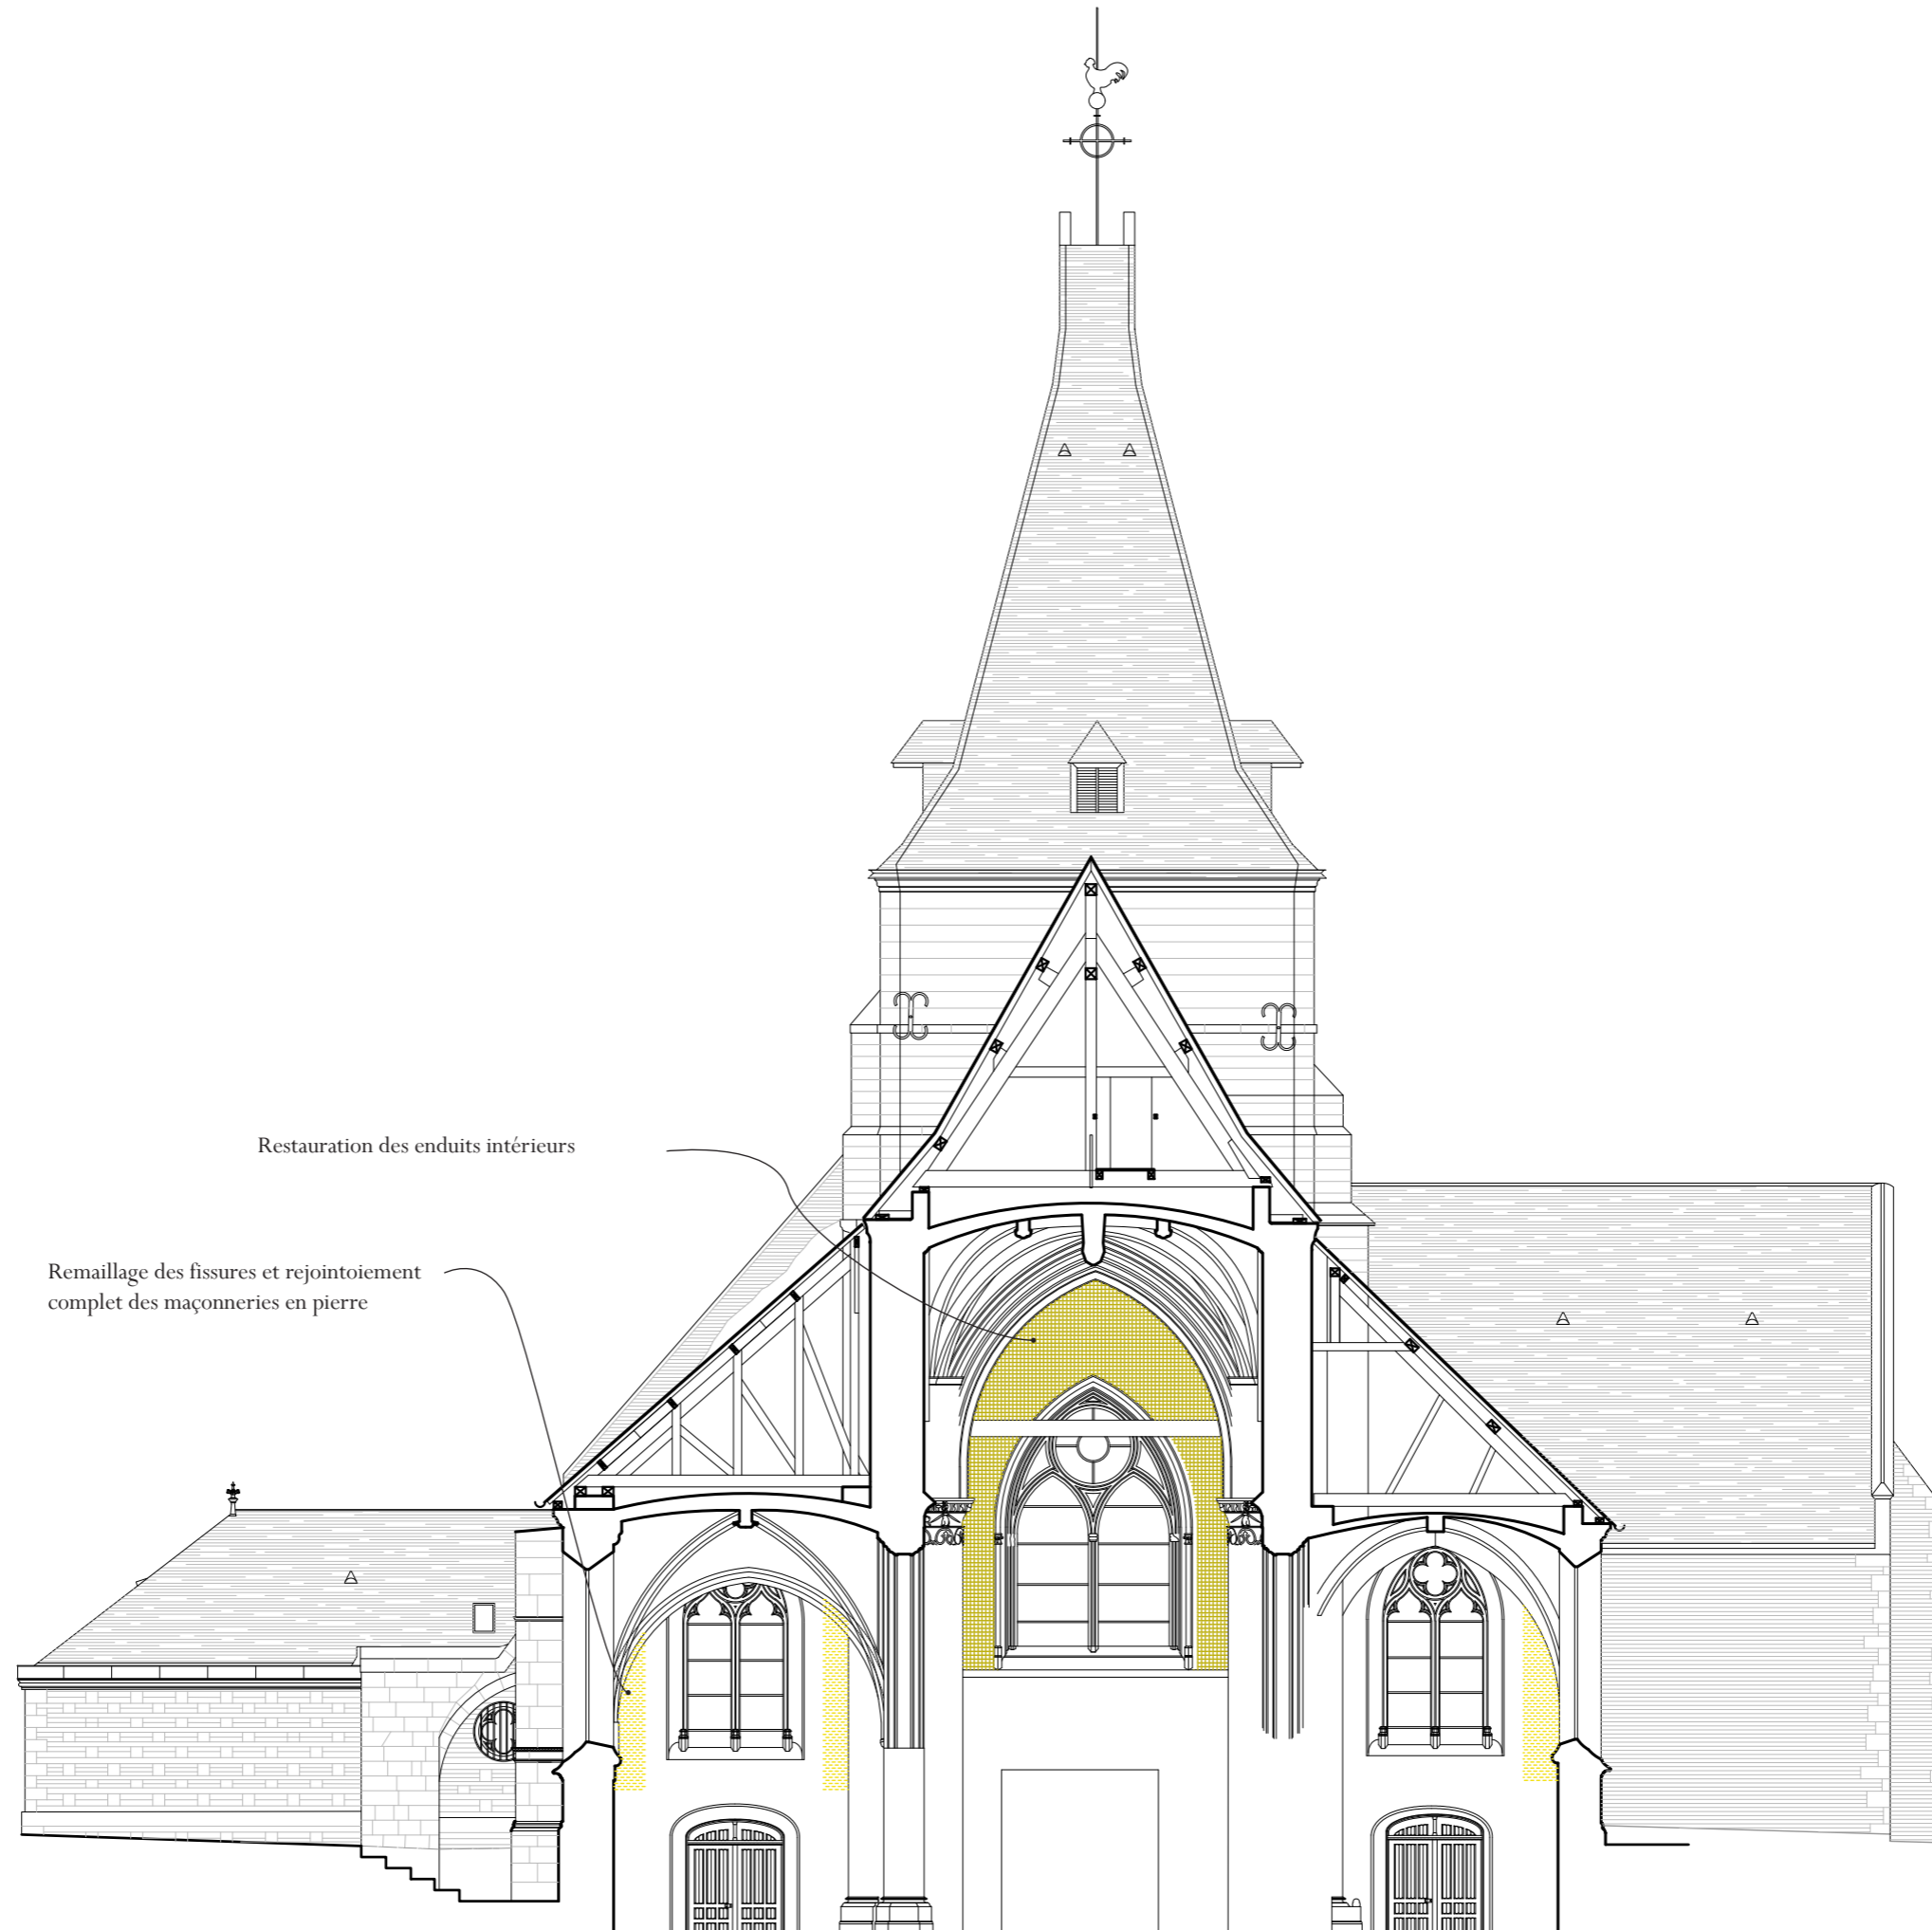 Restauration des enduits intérieurs
Remaillage des fissures et rejointoiement
complet des maçonneries en pierre